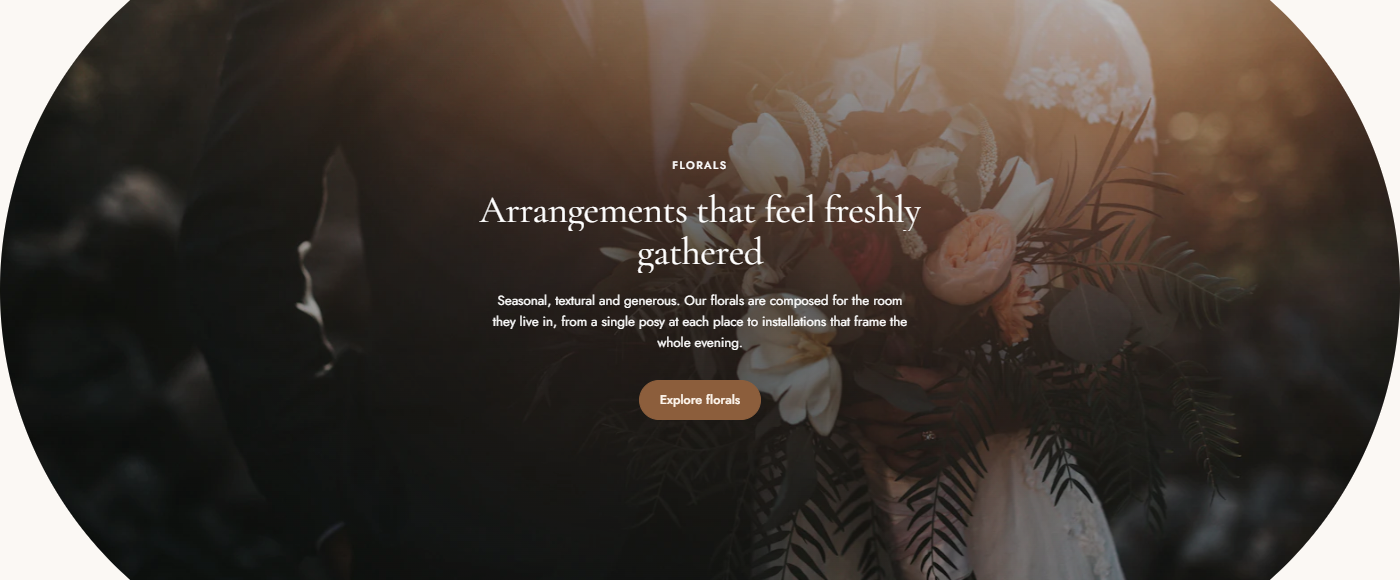 FLORALS
Arrangements that feel freshly
gathered
Seasonal, textural and generous. Our florals are composed for the room
they live in, from a single posy at each place to installations that frame the
whole evening.
Explore florals